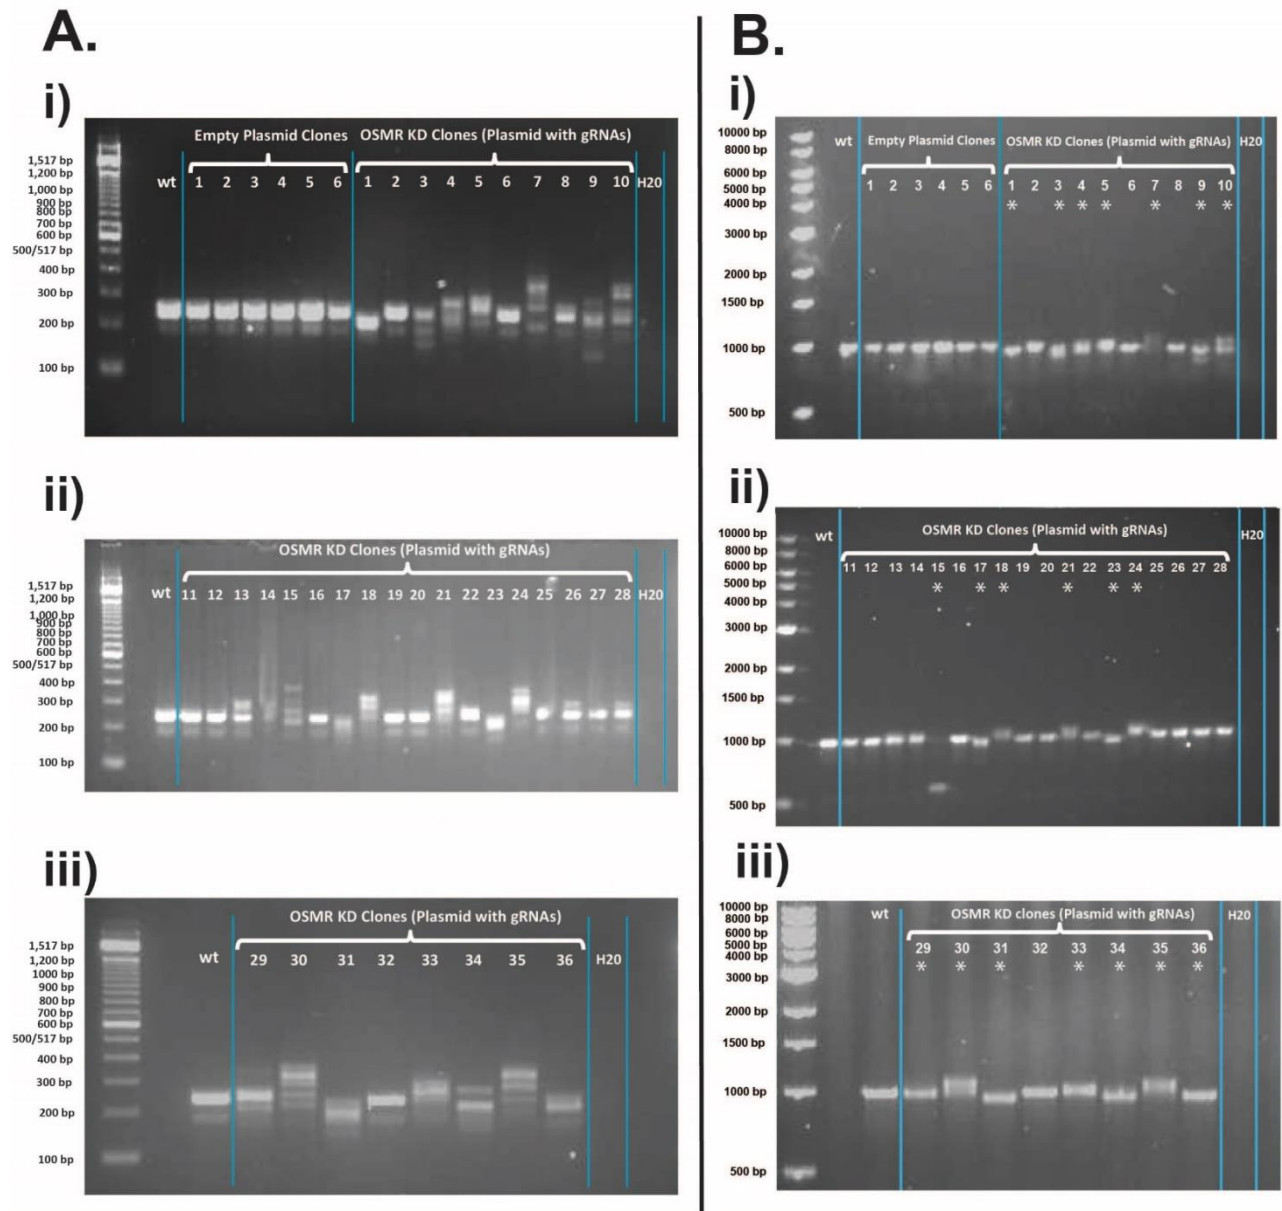 A.
i)
Empty Plasmid Clones OSMR KD Clones (Plasmid with gRNAs)
wt 1 2 3 4 5 6 1 2 3 4 5 6 7 8 9 10 H20
1,517 bp
1,200 bp
1,000 bp
900 bp
800 bp
700 bp
600 bp
500/517 bp
400 bp
300 bp
200 bp
100 bp
ii)
OSMR KD Clones (Plasmid with gRNAs)
wt 11 12 13 14 15 16 17 18 19 20 21 22 23 24 25 26 27 28 H20
1,517 bp
1,200 bp
1,000 bp
900 bp
800 bp
700 bp
600 bp
500/517 bp
400 bp
300 bp
200 bp
100 bp
iii)
OSMR KD Clones (Plasmid with gRNAs)
wt 29 30 31 32 33 34 35 36 H20
1,517 bp
1,200 bp
1000 bp
900 bp
800 bp
700 bp
600 bp
500/517 bp
400 bp
300 bp
200 bp
100 bp
B.
i)
wt Empty Plasmid Clones OSMR KD Clones (Plasmid with gRNAs) H20
1 2 3 4 5 6 1 2 3 4 5 6 7 8 9 10
* * * * * * *
10000 bp
8000 bp
6000 bp
5000 bp
4000 bp
3000 bp
2000 bp
1500 bp
1000 bp
500 bp
ii)
wt OSMR KD Clones (Plasmid with gRNAs) H20
11 12 13 14 15 16 17 18 19 20 21 22 23 24 25 26 27 28
* * * * * *
10000 bp
8000 bp
6000 bp
5000 bp
4000 bp
3000 bp
2000 bp
1500 bp
1000 bp
500 bp
iii)
wt OSMR KD clones (Plasmid with gRNAs) H20
29 30 31 32 33 34 35 36
* * * * * * *
10000 bp
8000 bp
6000 bp
5000 bp
4000 bp
3000 bp
2000 bp
1500 bp
1000 bp
500 bp